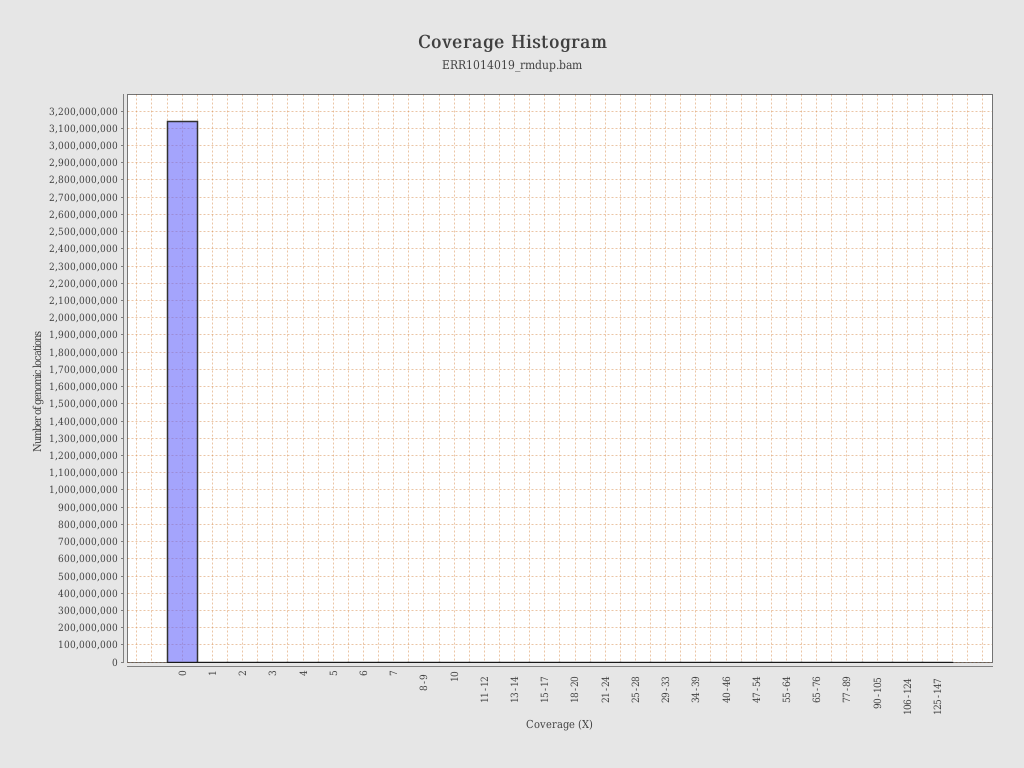 Coverage Histogram
ERR1014019_rmdup.bam
3,200,000,000
3,100,000,000
3,000,000,000
2,900,000,000
2,800,000,000
2,700,000,000
2,600,000,000
2,500,000,000
2,400,000,000
2,300,000,000
2,200,000,000
2,100,000,000
2,000,000,000
1,900,000,000
1,800,000,000
1,700,000,000
1,600,000,000
1,500,000,000
1,400,000,000
1,300,000,000
1,200,000,000
1,100,000,000
1,000,000,000
900,000,000
800,000,000
700,000,000
600,000,000
500,000,000
400,000,000
300,000,000
200,000,000
100,000,000
0
Number of genomic locations
0
1
2
3
4
5
6
7
8 - 9
10
11 - 12
13 - 14
15 - 17
18 - 20
21 - 24
25 - 28
29 - 33
34 - 39
40 - 46
47 - 54
55 - 64
65 - 76
77 - 89
90 - 105
106 - 124
125 - 147
Coverage (X)